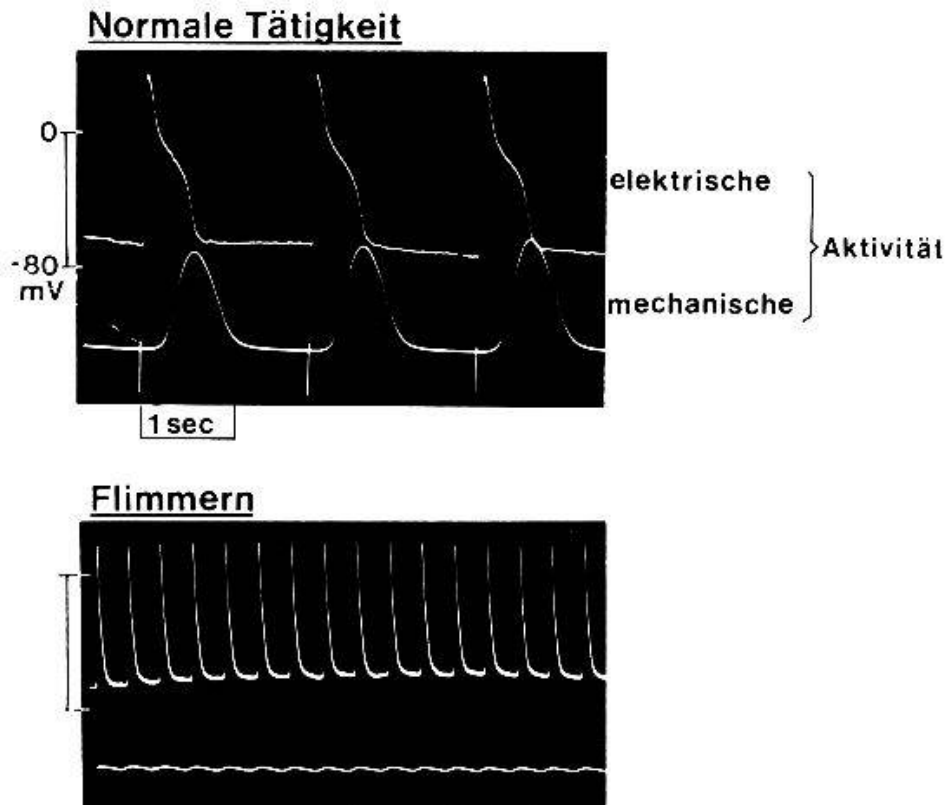 Normale Tätigkeit
0
elektrische
Aktivität
-80
mV
mechanische
1 sec
Flimmern